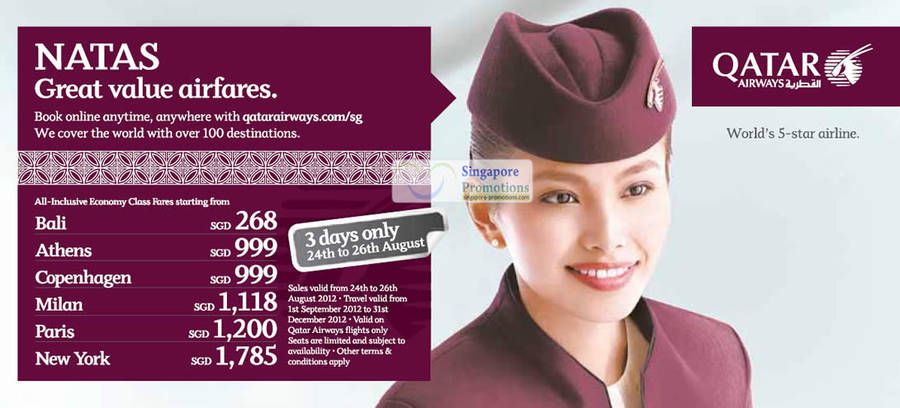 NATAS
Great value airfares.
Book online anytime, anywhere with qatarairways.com/sg
We cover the world with over 100 destinations.
All-Inclusive Economy Class Fares starting from
Bali SGD 268
Athens SGD 999
Copenhagen SGD 999
Milan SGD 1,118
Paris SGD 1,200
New York SGD 1,785
3 days only
24th to 26th August
Sales valid from 24th to 26th
August 2012 • Travel valid from
1st September 2012 to 31st
December 2012 • Valid on
Qatar Airways flights only
Seats are limited and subject to
availability • Other terms &
conditions apply
Singapore
Promotions
singapore-promotions.com
QATAR
AIRWAYS القطرية
World's 5-star airline.